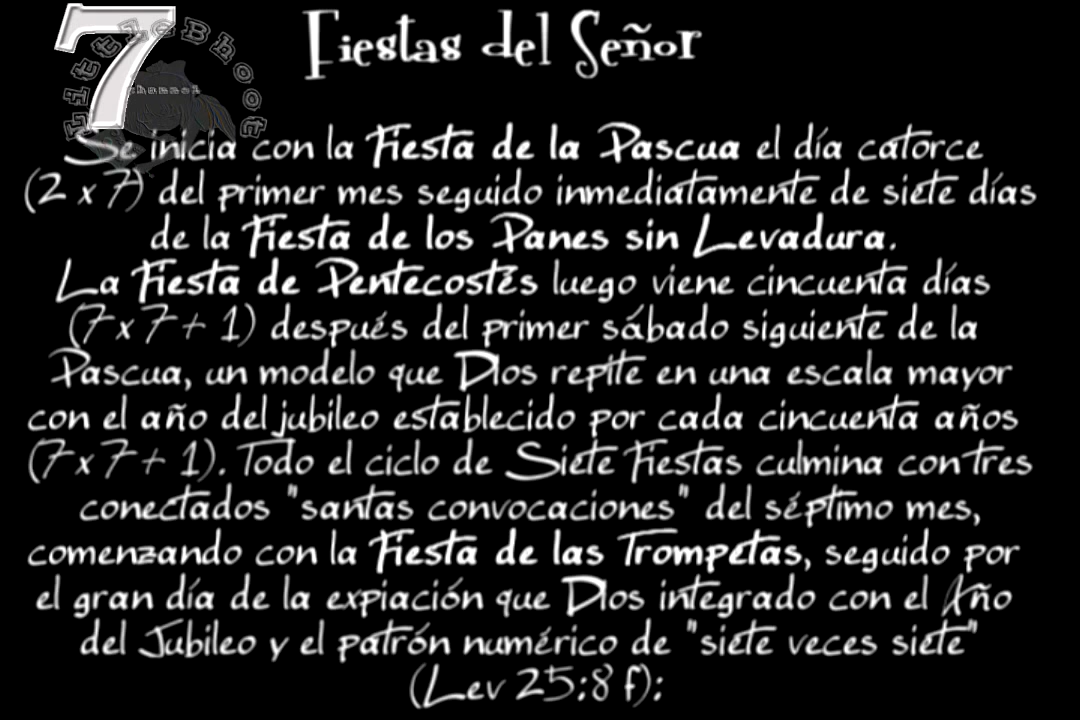 7 Fiestas del Señor
LittleBhoot
channel
Se inicia con la Fiesta de la Pascua el día catorce
(2 x 7) del primer mes seguido inmediatamente de siete días
de la Fiesta de los Panes sin Levadura.
La Fiesta de Pentecostés luego viene cincuenta días
(7 x 7 + 1) después del primer sábado siguiente de la
Pascua, un modelo que Dios repite en una escala mayor
con el año del jubileo establecido por cada cincuenta años
(7 x 7 + 1). Todo el ciclo de Siete Fiestas culmina con tres
conectados "santas convocaciones" del séptimo mes,
comenzando con la Fiesta de las Trompetas, seguido por
el gran día de la expiación que Dios integrado con el Año
del Jubileo y el patrón numérico de "siete veces siete"
(Lev 25:8 f):